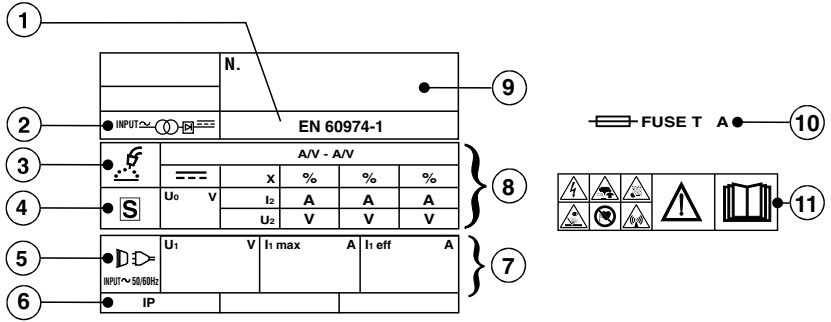 1
N.
9
2 INPUT EN 60974-1
FUSE T A 10
3 A/V - A/V
X % % %
8
4 S U₀ V I₂ A A A
U₂ V V V
11
5 U₁ V I₁ max A I₁ eff A
7
INPUT ~ 50/60Hz
6 IP